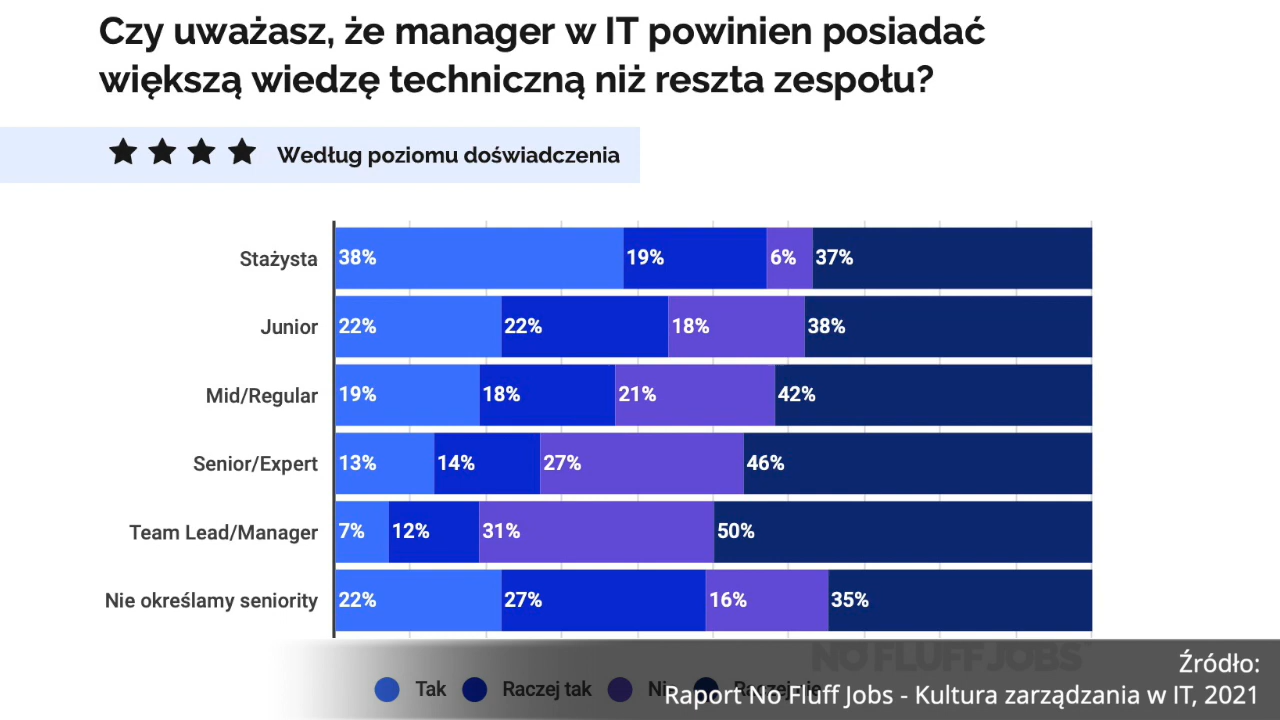 Czy uważasz, że manager w IT powinien posiadać
większą wiedzę techniczną niż reszta zespołu?
Według poziomu doświadczenia
Stażysta 38% 19% 6% 37%
Junior 22% 22% 18% 38%
Mid/Regular 19% 18% 21% 42%
Senior/Expert 13% 14% 27% 46%
Team Lead/Manager 7% 12% 31% 50%
Nie określamy seniority 22% 27% 16% 35%
NO FLUFF JOBS
Tak Raczej tak
Źródło:
Raport No Fluff Jobs - Kultura zarządzania w IT, 2021